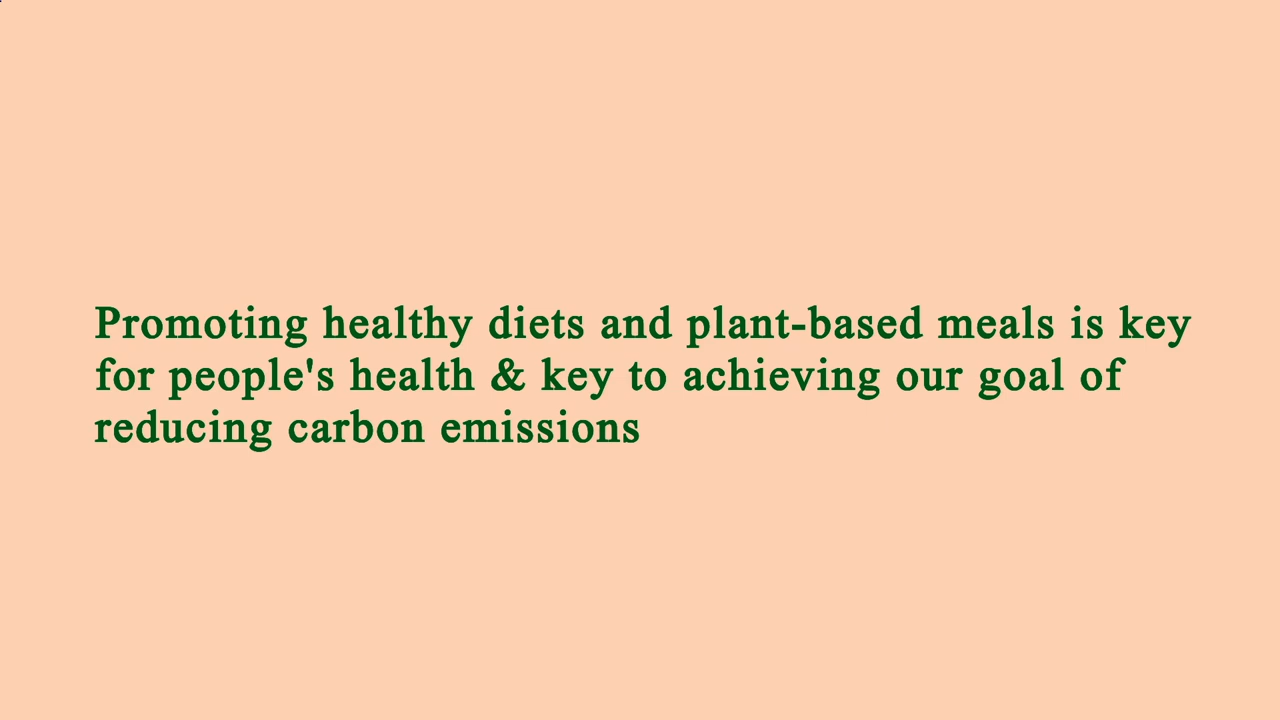 Promoting healthy diets and plant-based meals is key
for people's health & key to achieving our goal of
reducing carbon emissions